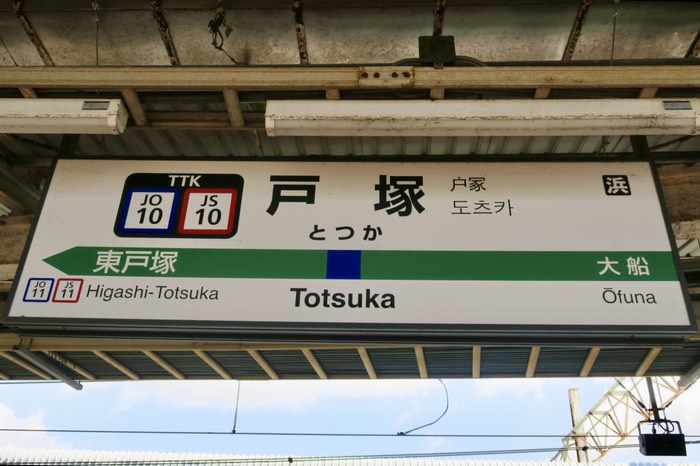 TTK
JO 10 JS 10
戸塚
户冢
도츠카
浜
とつか
東戸塚
大船
JO 11 JS 11 Higashi-Totsuka
Totsuka
Ōfuna